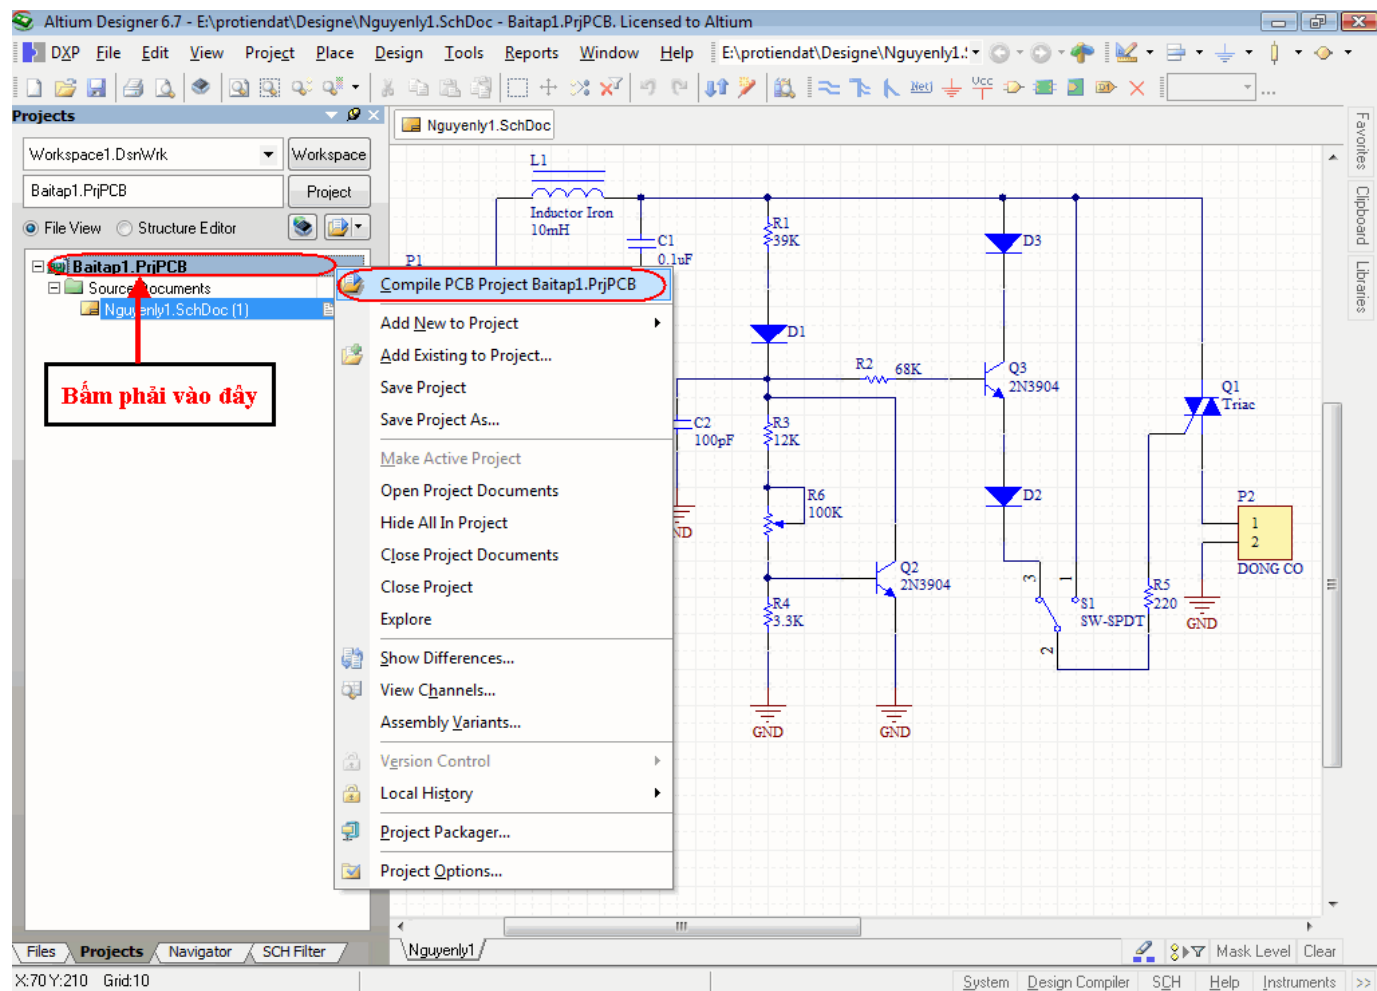 Altium Designer 6.7 - E:\protiendat\Designe\Nguyenly1.SchDoc - Baitap1.PrjPCB. Licensed to Altium
DXP File Edit View Project Place Design Tools Reports Window Help E:\protiendat\Designe\Nguyenly1.
Net Vcc D1
Projects
Nguyenly1.SchDoc
Workspace1.DsnWrk Workspace
Baitap1.PrjPCB Project
File View Structure Editor
Baitap1.PrjPCB
Source Documents
Nguyenly1.SchDoc (1)
Bấm phải vào đây
Compile PCB Project Baitap1.PrjPCB
Add New to Project
Add Existing to Project...
Save Project
Save Project As...
Make Active Project
Open Project Documents
Hide All In Project
Close Project Documents
Close Project
Explore
Show Differences...
View Channels...
Assembly Variants...
Version Control
Local History
Project Packager...
Project Options...
L1
Inductor Iron
10mH
P1
C1
0.1uF
R1
39K
D3
D1
R2 68K
Q3
2N3904
Q1
Triac
C2
100pF
R3
12K
R6
100K
D2
P2
1
2
DONG CO
Q2
2N3904
R4
3.3K
3 1
S1
SW-SPDT
2
R5
220
GND
GND
GND
Favorites
Clipboard
Libraries
Files Projects Navigator SCH Filter
Nguyenly1
Mask Level Clear
X:70 Y:210 Grid:10
System Design Compiler SCH Help Instruments >>